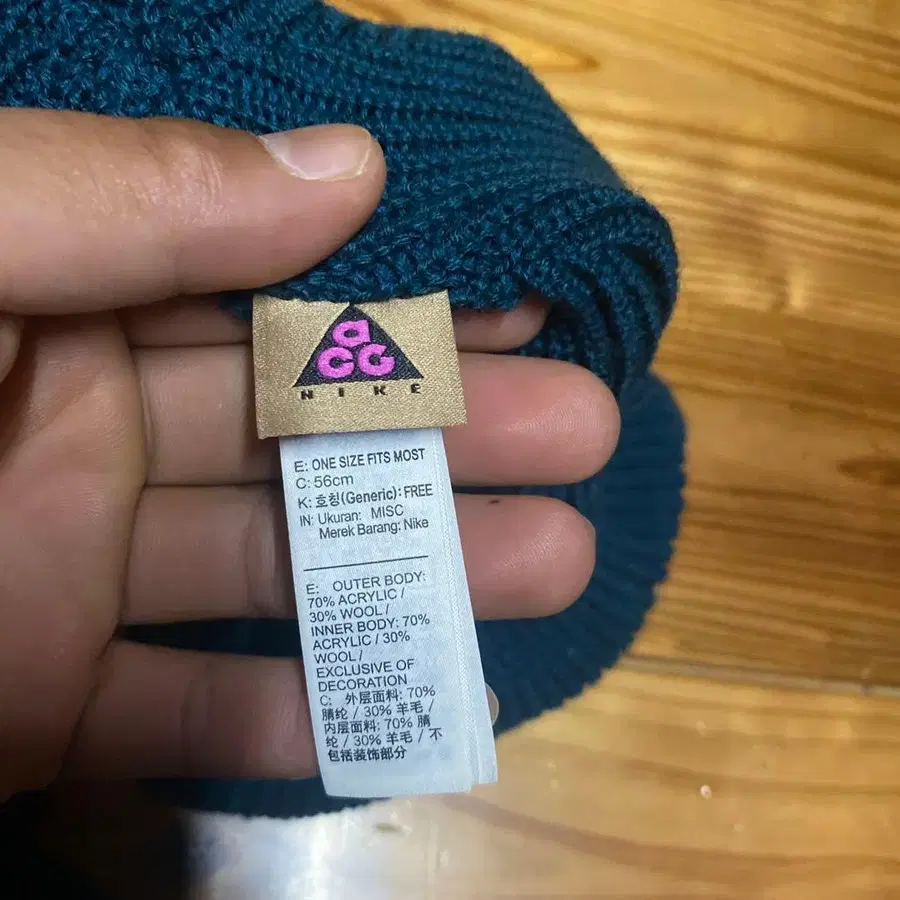 a
CG
NIKE
E: ONE SIZE FITS MOST
C: 56cm
K: 호칭(Generic): FREE
IN: Ukuran: MISC
Merek Barang: Nike
E: OUTER BODY:
70% ACRYLIC /
30% WOOL /
INNER BODY: 70%
ACRYLIC / 30%
WOOL /
EXCLUSIVE OF
DECORATION
C: 外层面料: 70%
腈纶 / 30% 羊毛 /
内层面料: 70% 腈
纶 / 30% 羊毛 / 不
包括装饰部分